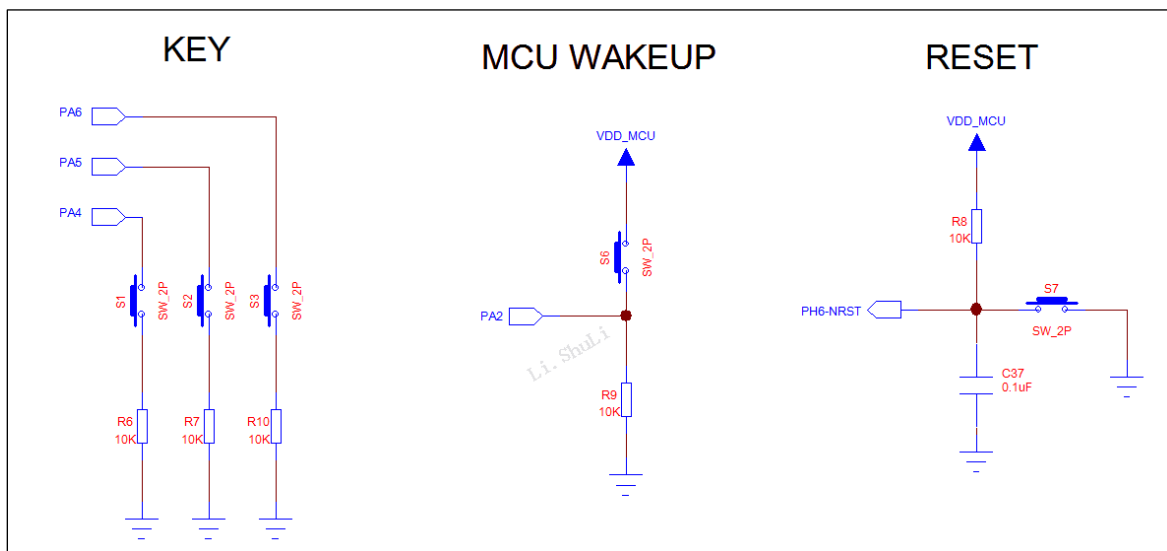 KEY
PA6
PA5
PA4
S1
SW_2P
S2
SW_2P
S3
SW_2P
R6
10K
R7
10K
R10
10K
MCU WAKEUP
VDD_MCU
S6
SW_2P
PA2
R9
10K
Li.ShuLi
RESET
VDD_MCU
R8
10K
PH6-NRST
S7
SW_2P
C37
0.1uF